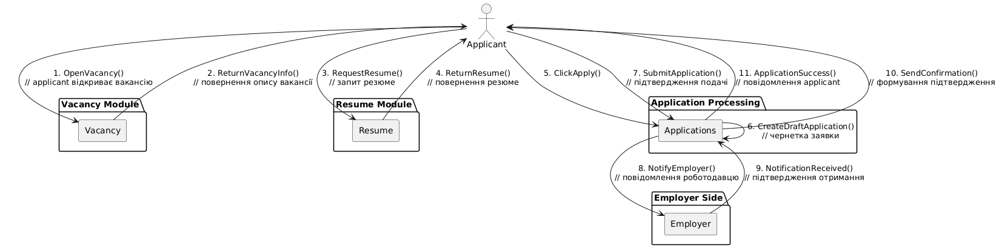 Applicant
1. OpenVacancy()
// applicant відкриває вакансію
2. ReturnVacancyInfo()
// повернення опису вакансії
3. RequestResume()
// запит резюме
4. ReturnResume()
// повернення резюме
5. ClickApply()
7. SubmitApplication()
// підтвердження подачі
11. ApplicationSuccess()
// повідомлення applicant
10. SendConfirmation()
// формування підтвердження
Vacancy Module
Vacancy
Resume Module
Resume
Application Processing
Applications
6. CreateDraftApplication()
// чернетка заявки
8. NotifyEmployer()
// повідомлення роботодавцю
9. NotificationReceived()
// підтвердження отримання
Employer Side
Employer